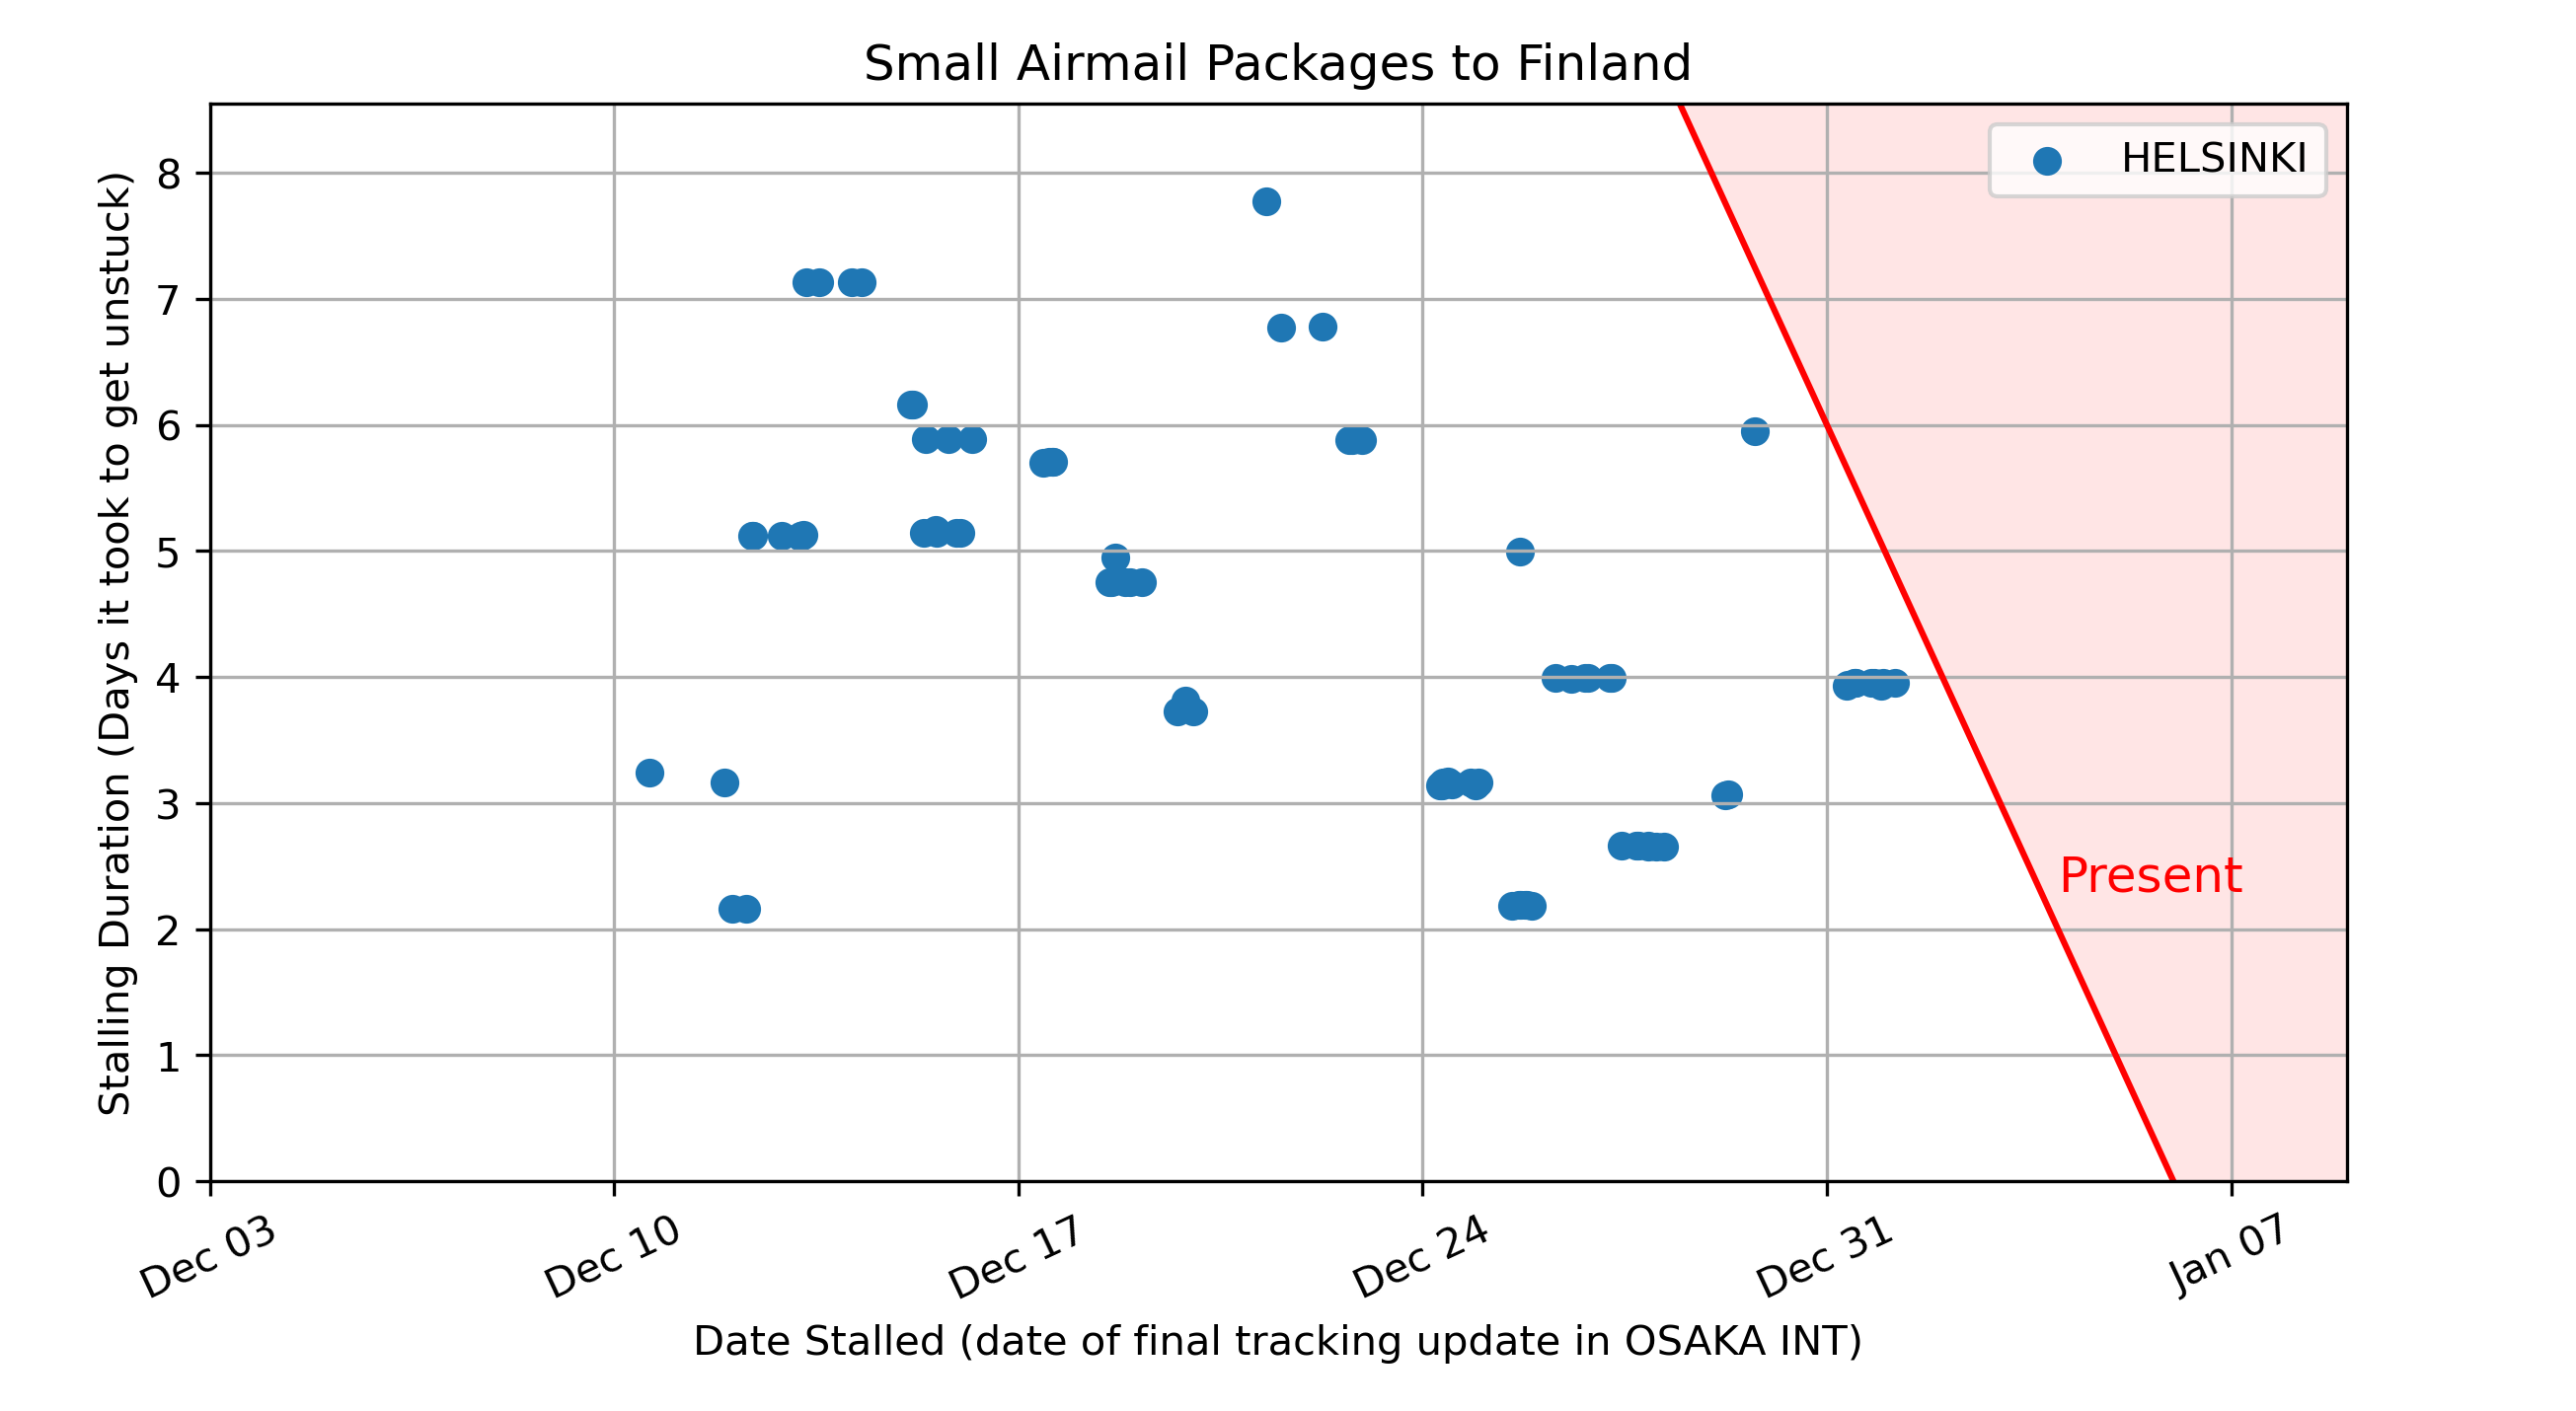 Small Airmail Packages to Finland
HELSINKI
Stalling Duration (Days it took to get unstuck)
8
7
6
5
4
3
2
1
0
Present
Dec 03
Dec 10
Dec 17
Dec 24
Dec 31
Jan 07
Date Stalled (date of final tracking update in OSAKA INT)